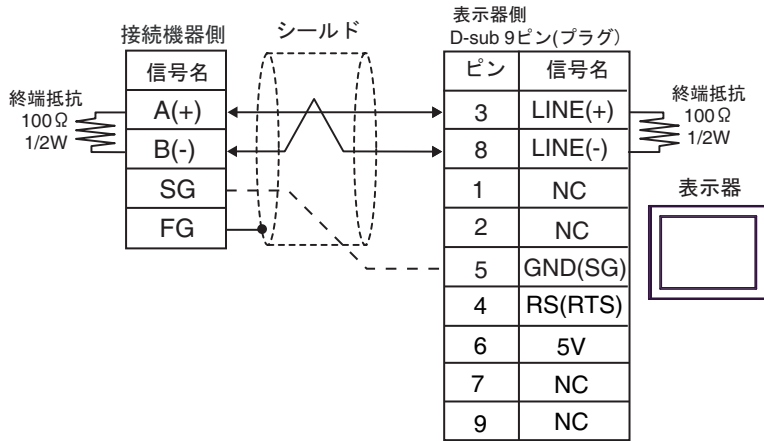 接続機器側
信号名
A(+)
B(-)
SG
FG
終端抵抗
100Ω
1/2W
シールド
表示器側
D-sub 9ピン(プラグ)
ピン 信号名
3 LINE(+)
8 LINE(-)
1 NC
2 NC
5 GND(SG)
4 RS(RTS)
6 5V
7 NC
9 NC
終端抵抗
100Ω
1/2W
表示器